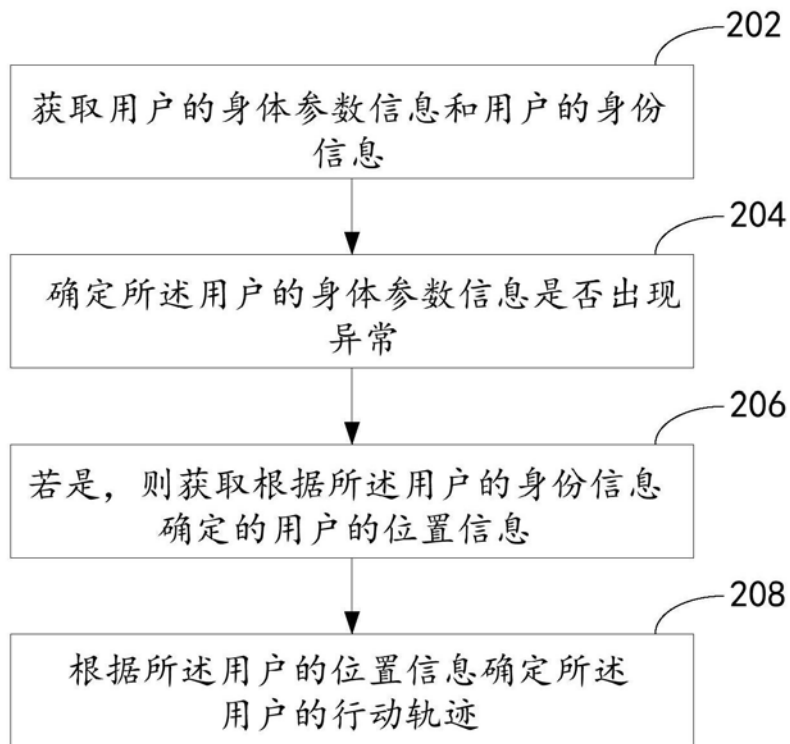 202
获取用户的身体参数信息和用户的身份
信息
204
确定所述用户的身体参数信息是否出现
异常
206
若是，则获取根据所述用户的身份信息
确定的用户的位置信息
208
根据所述用户的位置信息确定所述
用户的行动轨迹